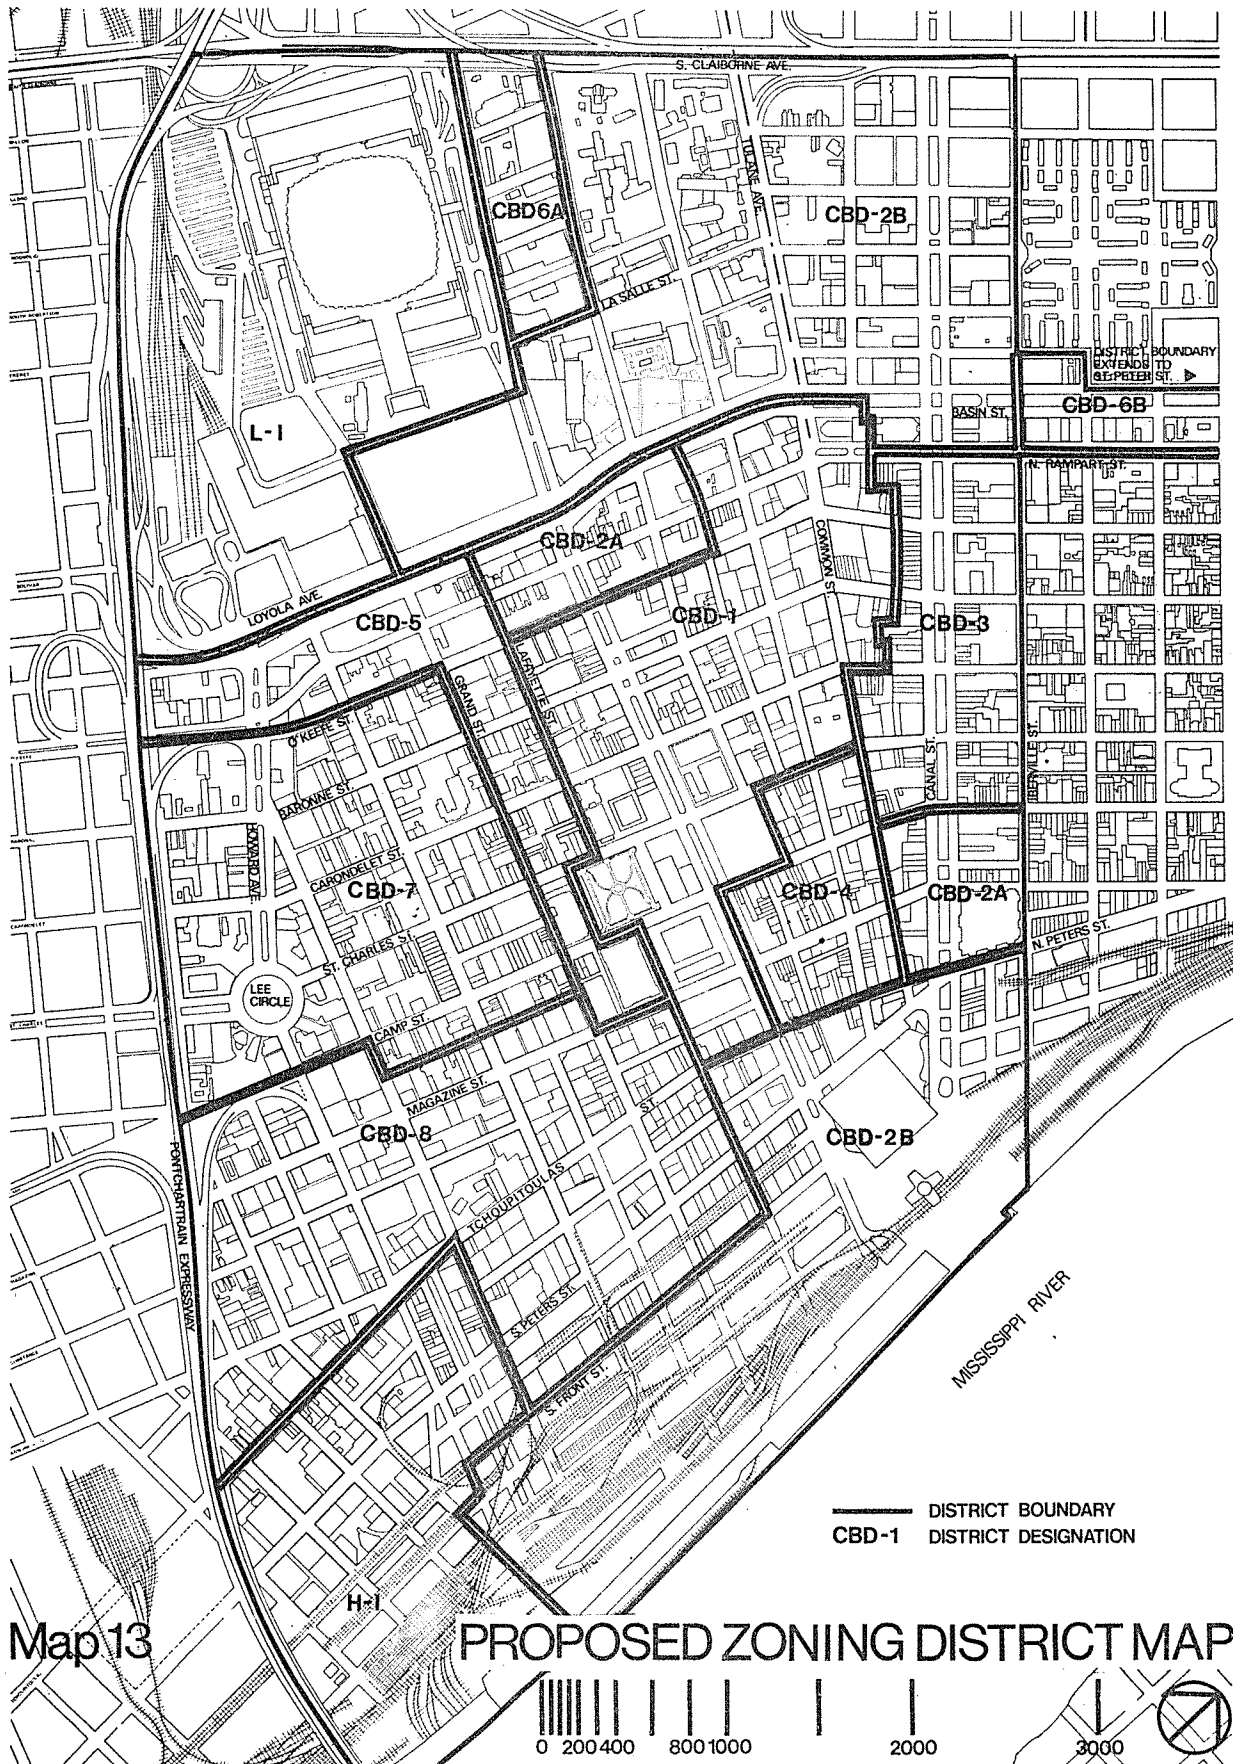 S. CLAIBORNE AVE.
TULANE AVE.
CBD6A
CBD-2B
LA SALLE ST.
DISTRICT BOUNDARY
EXTENDS TO
ST. PETER ST.
BASIN ST.
CBD-6B
L-1
N. RAMPART ST.
CBD-2A
COMMON ST.
LOYOLA AVE.
CBD-5
CBD-1
CBD-3
LAFAYETTE ST.
GRAND ST.
O'KEEFE ST.
CANAL ST.
BIENVILLE ST.
BARONNE ST.
HOWARD AVE.
CARONDELET ST.
CBD-7
CBD-4
CBD-2A
N. PETERS ST.
ST. CHARLES ST.
LEE
CIRCLE
CAMP ST.
MAGAZINE ST.
CBD-8
CBD-2B
TCHOUPITOULAS ST.
PONTCHARTRAIN EXPRESSWAY
S. PETERS ST.
MISSISSIPPI RIVER
S. FRONT ST.
DISTRICT BOUNDARY
CBD-1 DISTRICT DESIGNATION
H-1
Map 13
PROPOSED ZONING DISTRICT MAP
0 200 400 800 1000 2000 3000